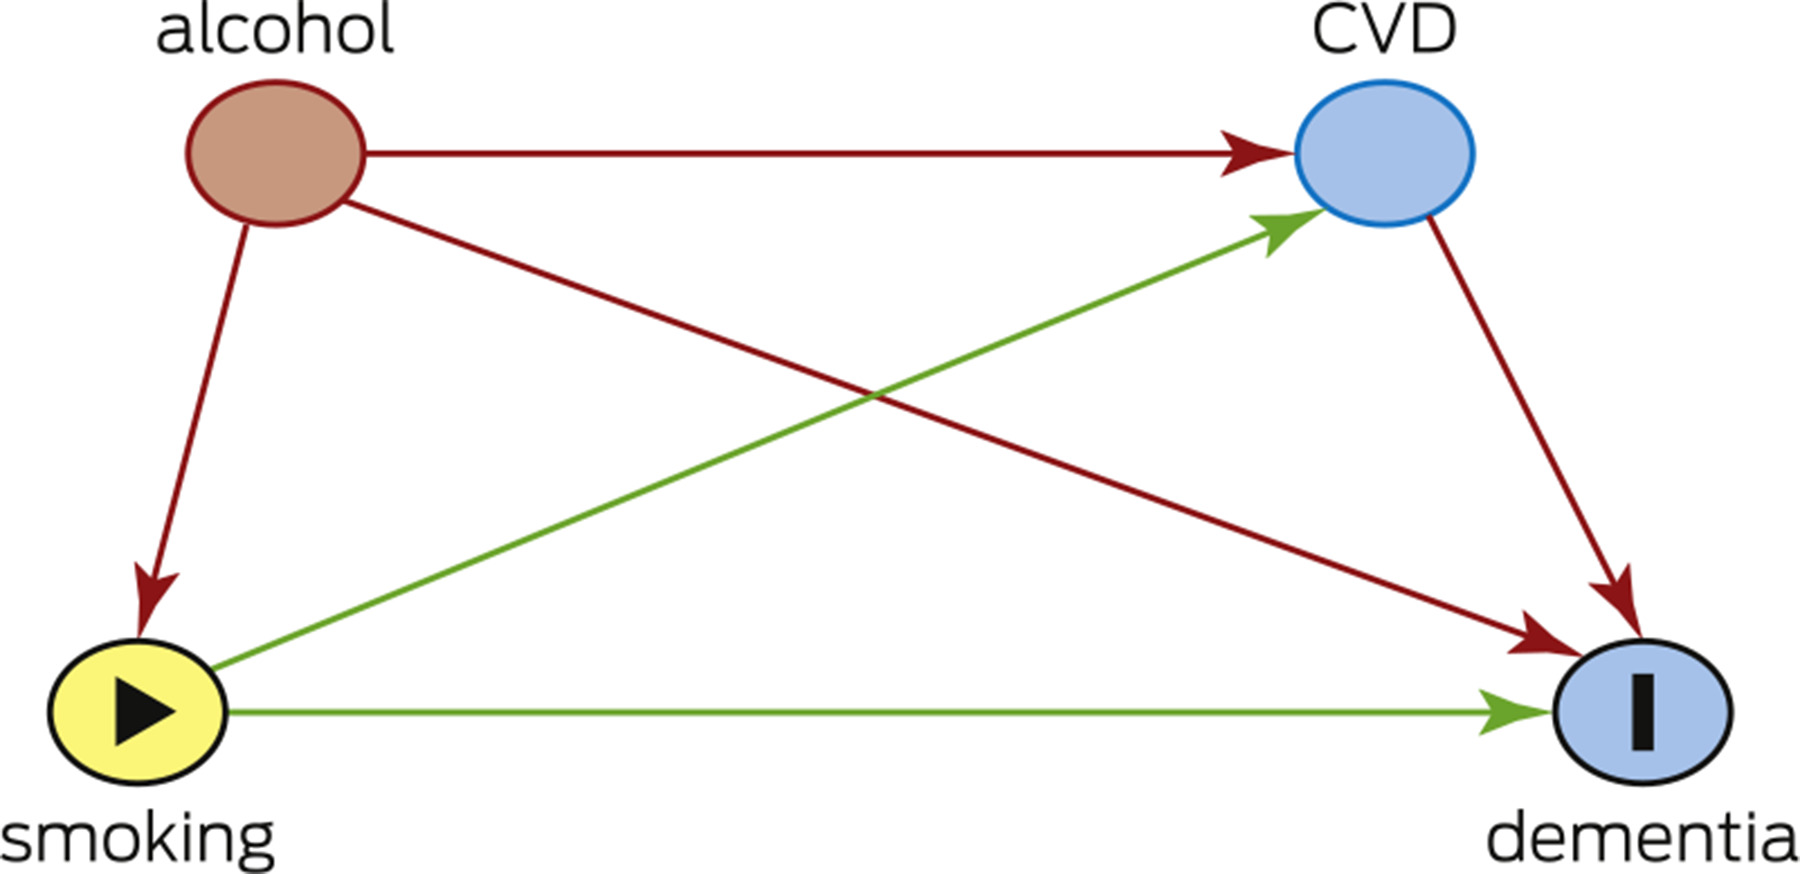 alcohol
CVD
smoking
dementia